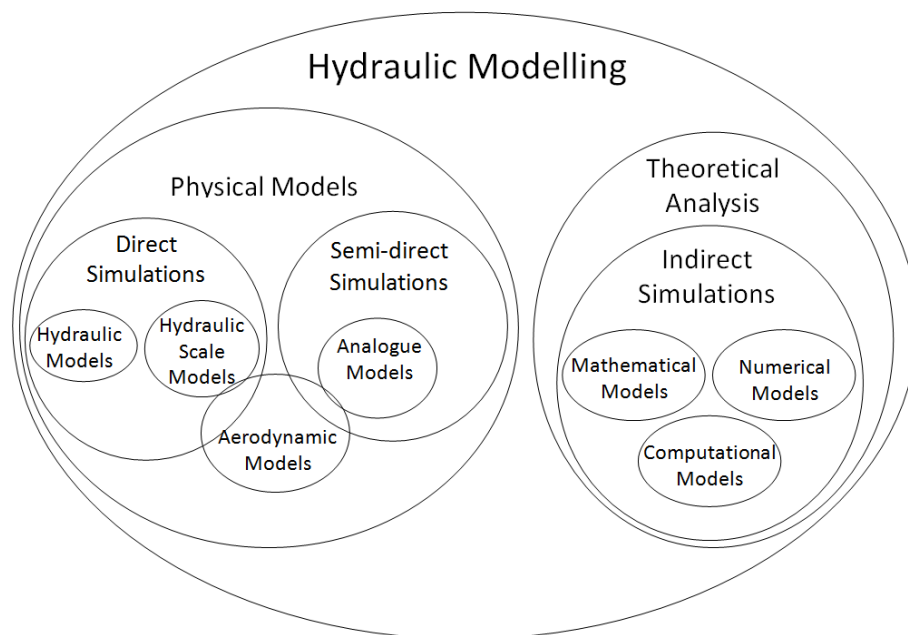 Hydraulic Modelling
Physical Models
Direct
Simulations
Hydraulic
Models
Hydraulic
Scale
Models
Semi-direct
Simulations
Analogue
Models
Aerodynamic
Models
Theoretical
Analysis
Indirect
Simulations
Mathematical
Models
Numerical
Models
Computational
Models